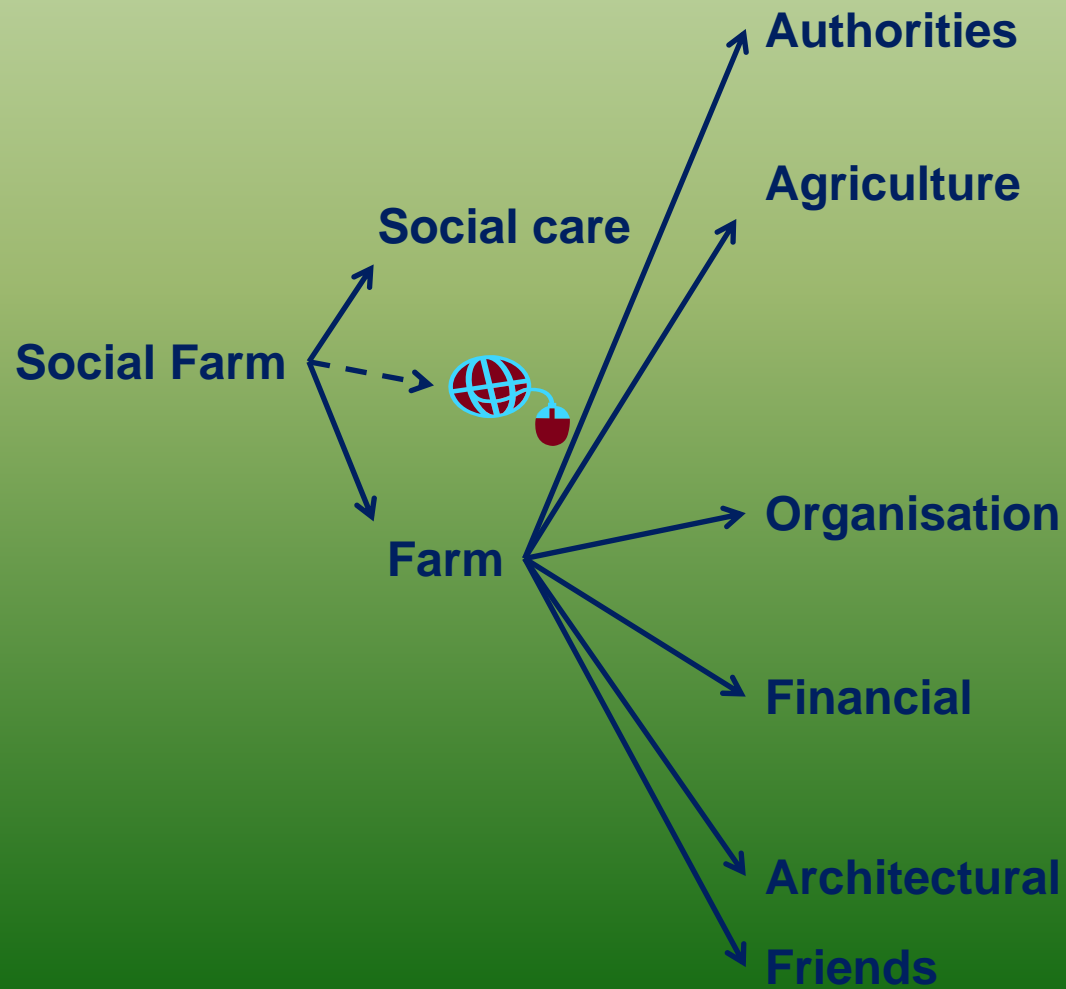 Authorities
Agriculture
Social care
Social Farm
Organisation
Farm
Financial
Architectural
Friends